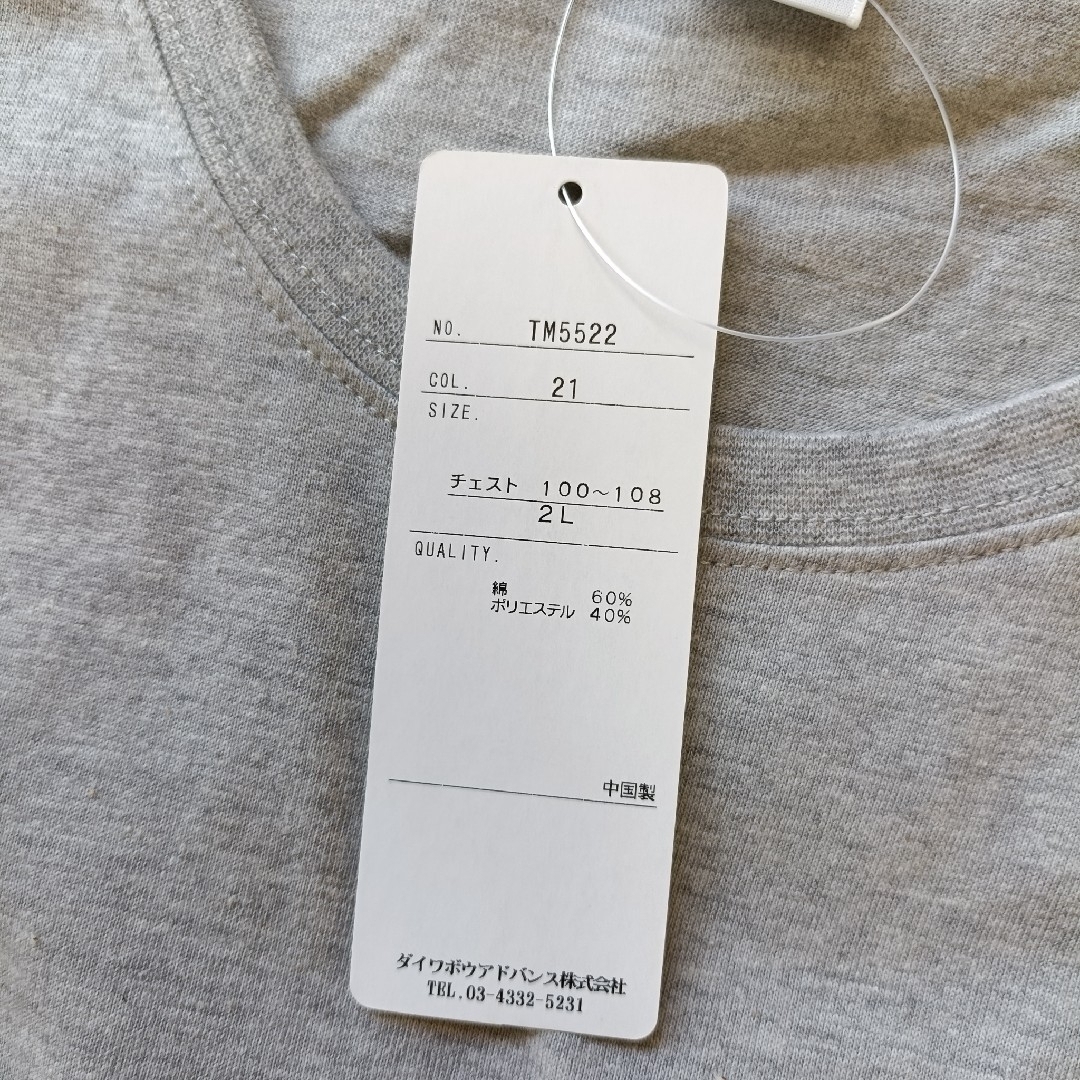 NO. TM5522
COL. 21
SIZE.
チェスト 100~108
2L
QUALITY.
綿 60%
ポリエステル 40%
中国製
ダイワボウアドバンス株式会社
TEL.03-4332-5231